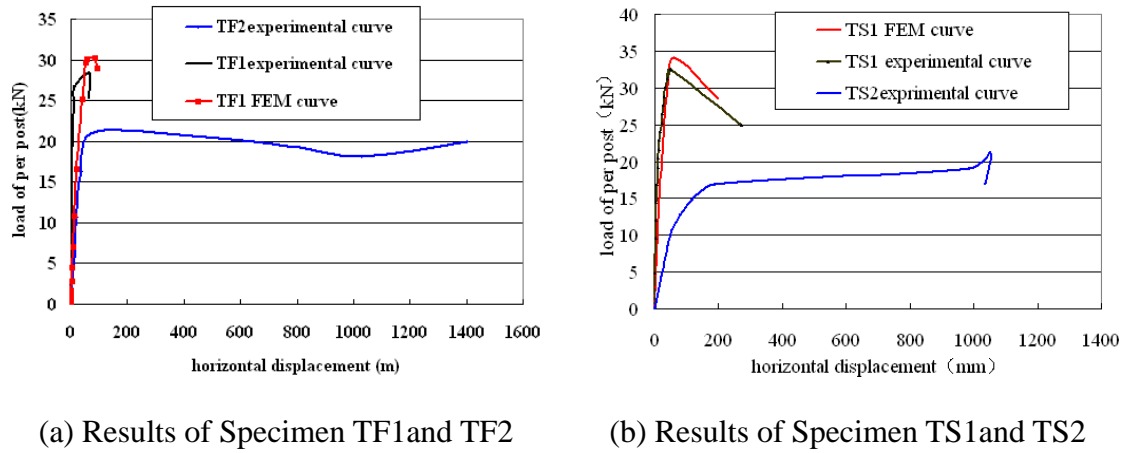 35
30
25
20
15
10
5
0
load of per post(kN)
TF2experimental curve
TF1experimental curve
TF1 FEM curve
0 200 400 600 800 1000 1200 1400 1600
horizontal displacement (m)
(a) Results of Specimen TF1and TF2
40
35
30
25
20
15
10
5
0
load of per post（kN）
TS1 FEM curve
TS1 experimental curve
TS2exprimental curve
0 200 400 600 800 1000 1200 1400
horizontal displacement（mm）
(b) Results of Specimen TS1and TS2